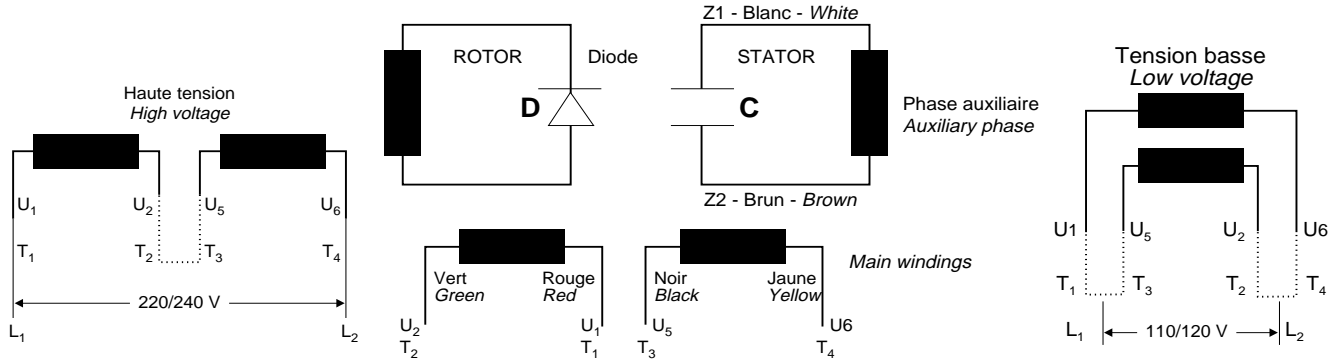 Haute tension
High voltage
U1 U2 U5 U6
T1 T2 T3 T4
220/240 V
L1 L2
ROTOR
Diode
D
Z1 - Blanc - White
STATOR
C
Phase auxiliaire
Auxiliary phase
Z2 - Brun - Brown
Vert
Green
Rouge
Red
Noir
Black
Jaune
Yellow
Main windings
U2 U1 U5 U6
T2 T1 T3 T4
Tension basse
Low voltage
U1 U5 U2 U6
T1 T3 T2 T4
L1 110/120 V L2